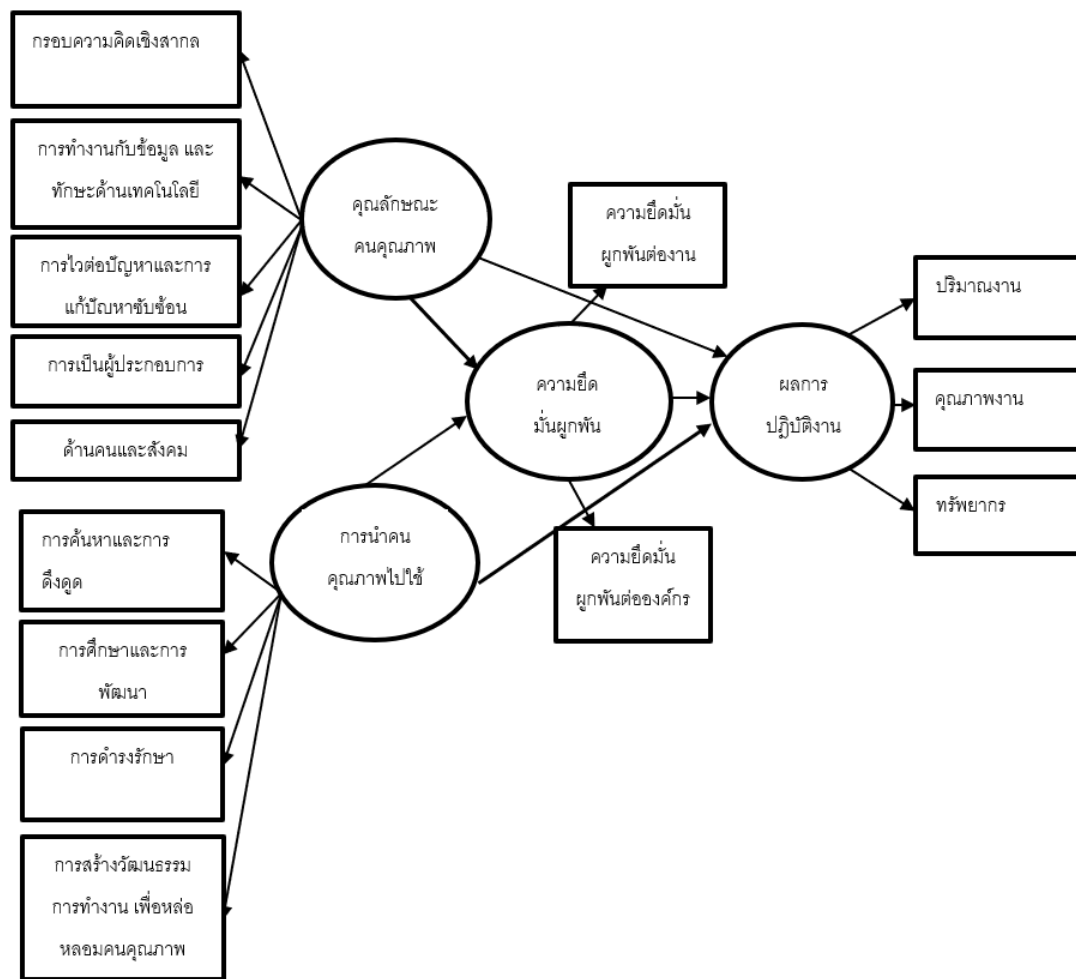 กรอบความคิดเชิงสากล
การทำงานกับข้อมูล และ
ทักษะด้านเทคโนโลยี
การไวต่อปัญหาและการ
แก้ปัญหาซับซ้อน
การเป็นผู้ประกอบการ
ด้านคนและสังคม
คุณลักษณะ
คนคุณภาพ
ความยึดมั่น
ผูกพันต่องาน
ความยึด
มั่นผูกพัน
ผลการ
ปฏิบัติงาน
ปริมาณงาน
คุณภาพงาน
ทรัพยากร
การนำคน
คุณภาพไปใช้
ความยึดมั่น
ผูกพันต่อองค์กร
การค้นหาและการ
ดึงดูด
การศึกษาและการ
พัฒนา
การดำรงรักษา
การสร้างวัฒนธรรม
การทำงาน เพื่อหล่อ
หลอมคนคุณภาพ